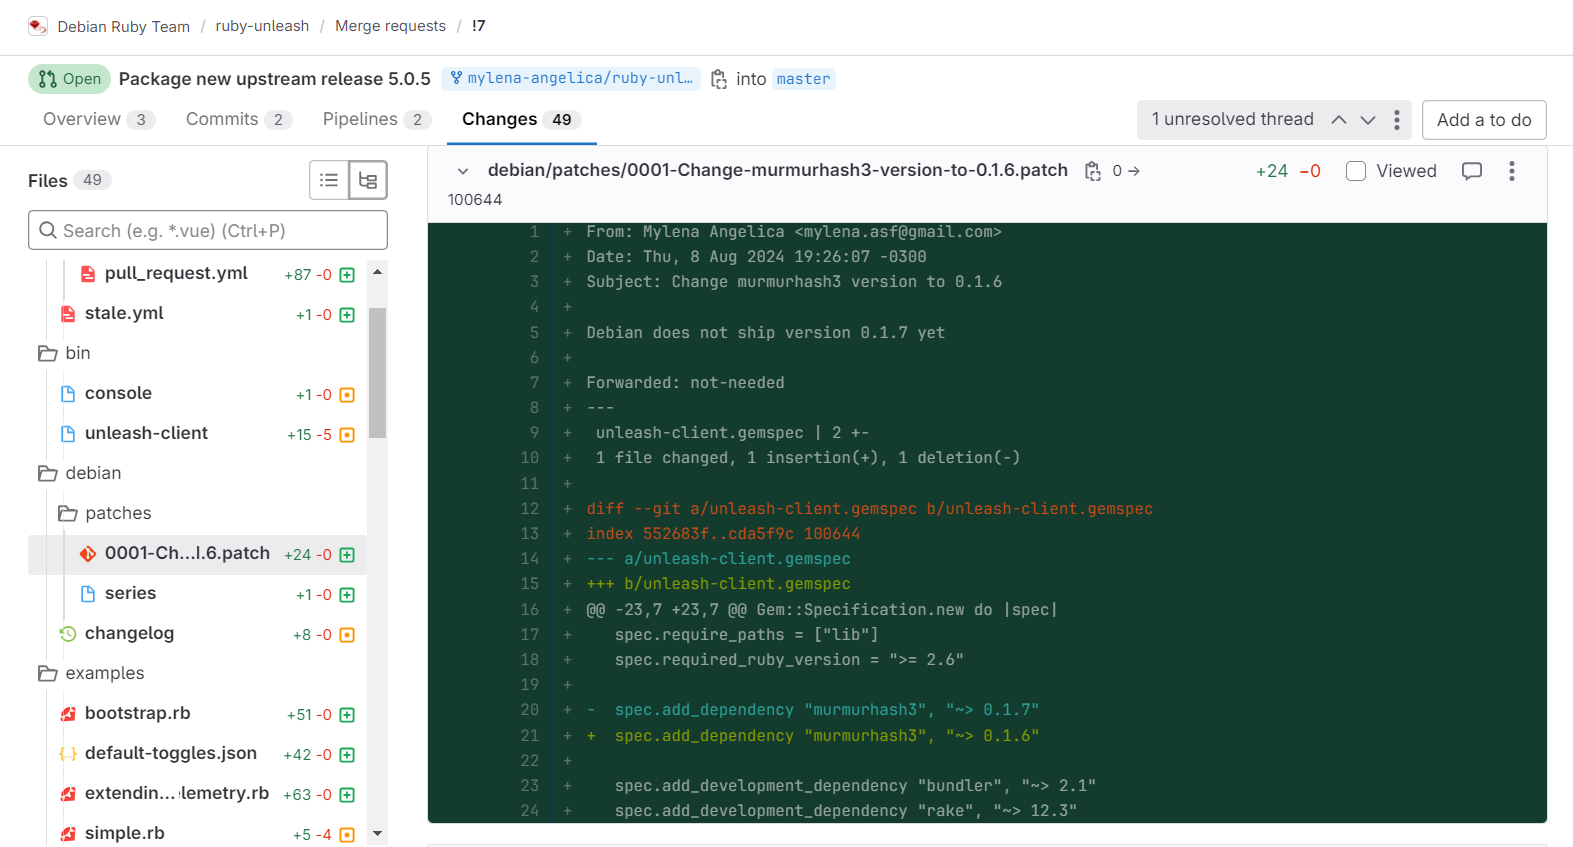 Debian Ruby Team / ruby-unleash / Merge requests / !7
Open Package new upstream release 5.0.5 mylena-angelica/ruby-unl… into master
Overview 3 Commits 2 Pipelines 2 Changes 49 1 unresolved thread Add a to do
Files 49
Search (e.g. *.vue) (Ctrl+P)
pull_request.yml +87 -0
stale.yml +1 -0
bin
console +1 -0
unleash-client +15 -5
debian
patches
0001-Ch…l.6.patch +24 -0
series +1 -0
changelog +8 -0
examples
bootstrap.rb +51 -0
default-toggles.json +42 -0
extendin…lemetry.rb +63 -0
simple.rb +5 -4
debian/patches/0001-Change-murmurhash3-version-to-0.1.6.patch 0 → 100644 +24 −0 Viewed
1 + From: Mylena Angelica <mylena.asf@gmail.com>
2 + Date: Thu, 8 Aug 2024 19:26:07 -0300
3 + Subject: Change murmurhash3 version to 0.1.6
4 +
5 + Debian does not ship version 0.1.7 yet
6 +
7 + Forwarded: not-needed
8 + ---
9 +  unleash-client.gemspec | 2 +-
10 +  1 file changed, 1 insertion(+), 1 deletion(-)
11 +
12 + diff --git a/unleash-client.gemspec b/unleash-client.gemspec
13 + index 552683f..cda5f9c 100644
14 + --- a/unleash-client.gemspec
15 + +++ b/unleash-client.gemspec
16 + @@ -23,7 +23,7 @@ Gem::Specification.new do |spec|
17 +    spec.require_paths = ["lib"]
18 +    spec.required_ruby_version = ">= 2.6"
19 +
20 + -  spec.add_dependency "murmurhash3", "~> 0.1.7"
21 + +  spec.add_dependency "murmurhash3", "~> 0.1.6"
22 +
23 +    spec.add_development_dependency "bundler", "~> 2.1"
24 +    spec.add_development_dependency "rake", "~> 12.3"